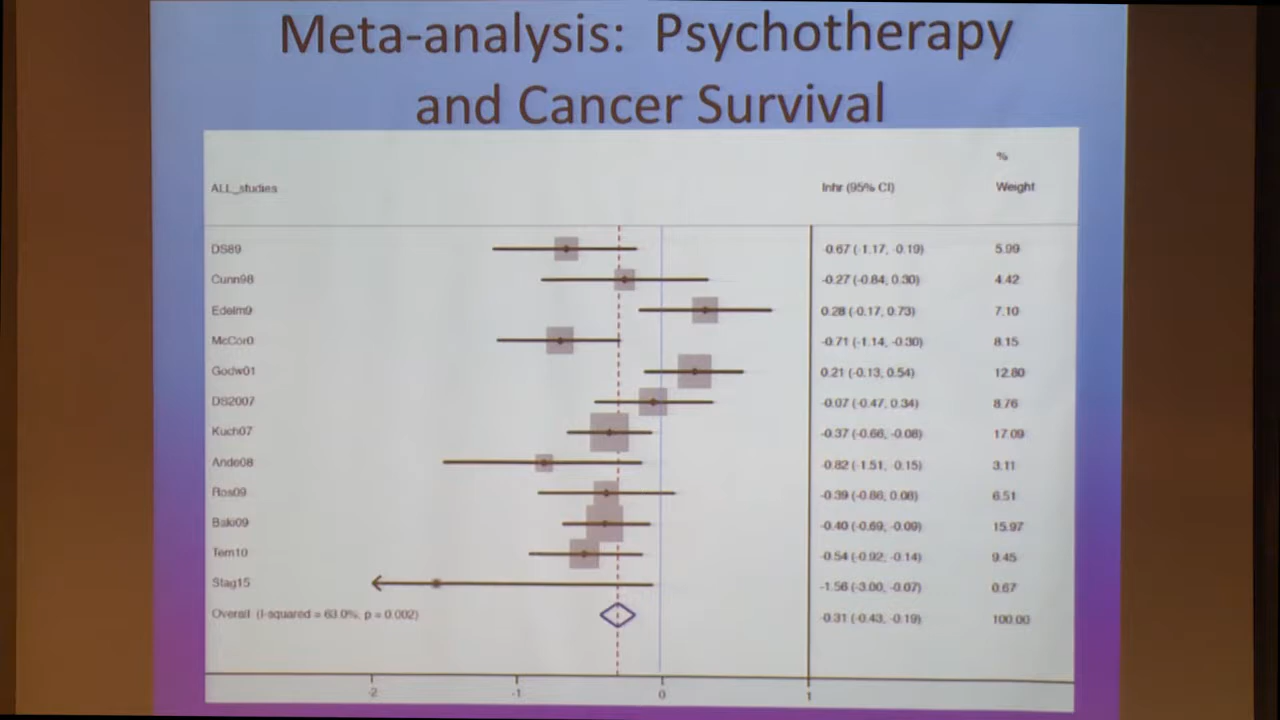 Meta-analysis: Psychotherapy
and Cancer Survival
%
ALL_studies lnhr (95% CI) Weight
DS89 -0.67 (-1.17, -0.19) 5.99
Cunn98 -0.27 (-0.84, 0.30) 4.42
Edelm9 0.28 (-0.17, 0.73) 7.10
McCor0 -0.71 (-1.14, -0.30) 8.15
Godw01 0.21 (-0.13, 0.54) 12.80
DS2007 -0.07 (-0.47, 0.34) 8.76
Kuch07 -0.37 (-0.66, -0.08) 17.09
Ande08 -0.82 (-1.51, -0.15) 3.11
Ros09 -0.39 (-0.86, 0.08) 6.51
Baki09 -0.40 (-0.69, -0.09) 15.97
Tem10 -0.54 (-0.92, -0.14) 9.45
Stag15 -1.56 (-3.00, -0.07) 0.67
Overall (I-squared = 63.0%, p = 0.002) -0.31 (-0.43, -0.19) 100.00
-2 -1 0 1